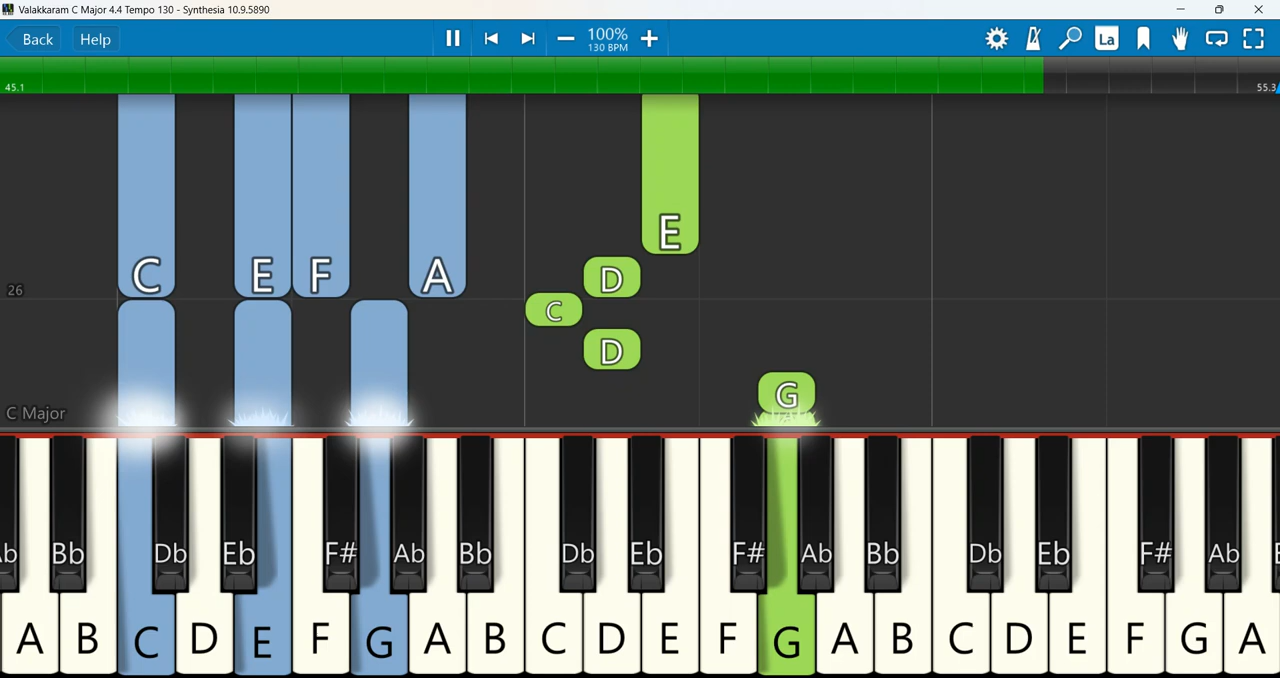 Valakkaram C Major 4.4 Tempo 130 - Synthesia 10.9.5890
Back Help 100% La
130 BPM
45.1 55.3
E
C E F A D
26
C
D
G
C Major
Ab Bb Db Eb F# Ab Bb Db Eb F# Ab Bb Db Eb F# Ab
A B C D E F G A B C D E F G A B C D E F G A